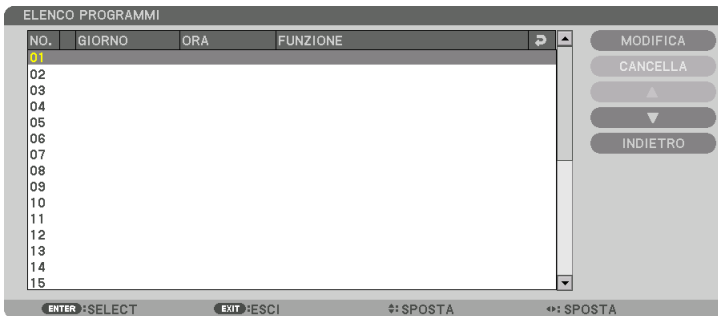 ELENCO PROGRAMMI
NO. GIORNO ORA FUNZIONE
01
02
03
04
05
06
07
08
09
10
11
12
13
14
15
MODIFICA
CANCELLA
INDIETRO
ENTER :SELECT EXIT :ESCI :SPOSTA :SPOSTA